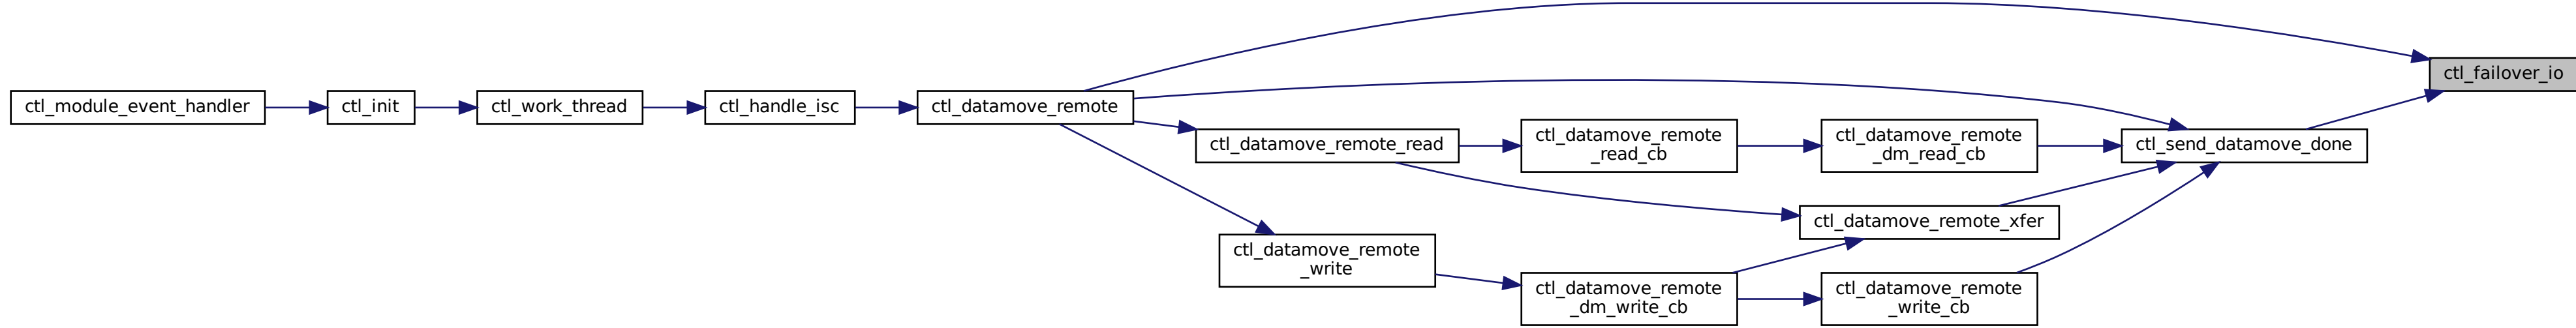 ctl_module_event_handler
ctl_init
ctl_work_thread
ctl_handle_isc
ctl_datamove_remote
ctl_datamove_remote_read
ctl_datamove_remote
_write
ctl_datamove_remote
_read_cb
ctl_datamove_remote
_dm_write_cb
ctl_datamove_remote
_dm_read_cb
ctl_datamove_remote_xfer
ctl_datamove_remote
_write_cb
ctl_send_datamove_done
ctl_failover_io